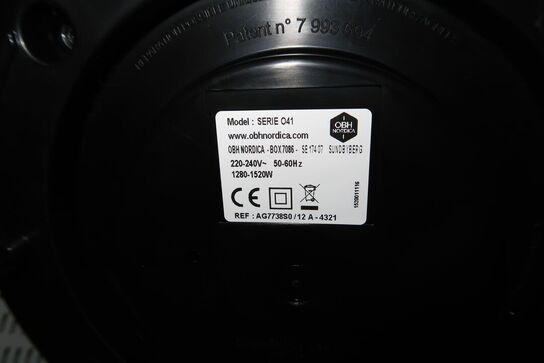 Patent n° 7 993 694
Model : SERIE O41
www.obhnordica.com
OBH NORDICA - BOX 7086 - SE 174 07 SUNDBYBERG
220-240V~ 50-60Hz
1280-1520W
OBH
NORDICA
CE
REF : AG7738S0 / 12 A - 4321
1520011116